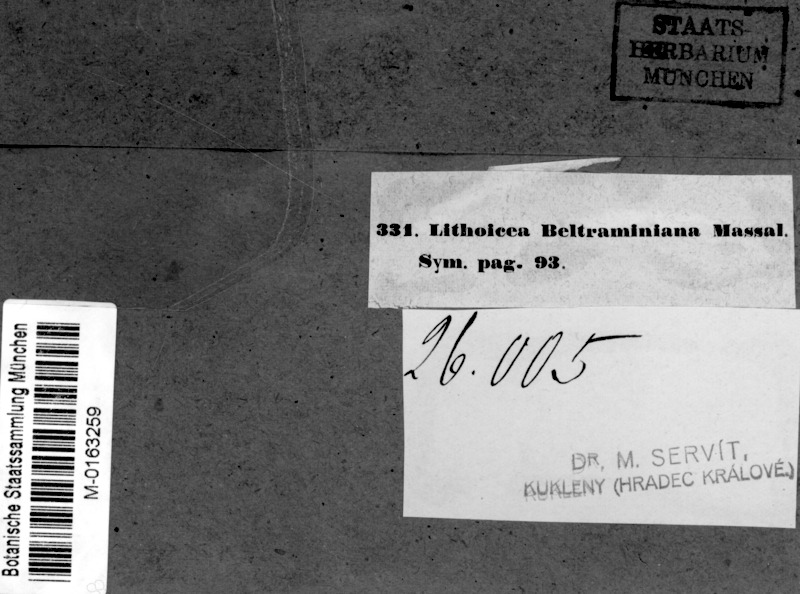 STAATS-
HERBARIUM
MÜNCHEN
331. Lithoicea Beltraminiana Massal.
Sym. pag. 93.
26.005
DR. M. SERVÍT,
KUKLENY (HRADEC KRÁLOVÉ.)
Botanische Staatssammlung München
M-0163259